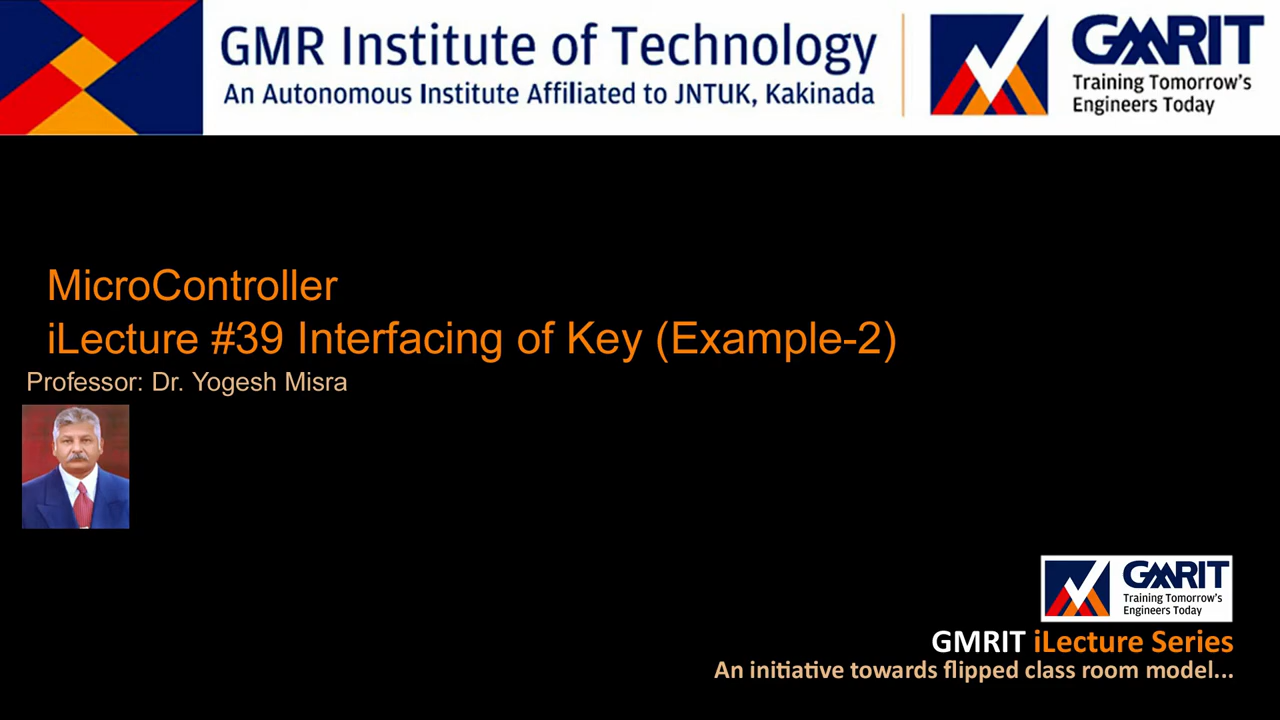 GMR Institute of Technology
An Autonomous Institute Affiliated to JNTUK, Kakinada
GMRIT
Training Tomorrow's
Engineers Today
MicroController
iLecture #39 Interfacing of Key (Example-2)
Professor: Dr. Yogesh Misra
GMRIT
Training Tomorrow's
Engineers Today
GMRIT iLecture Series
An initiative towards flipped class room model...